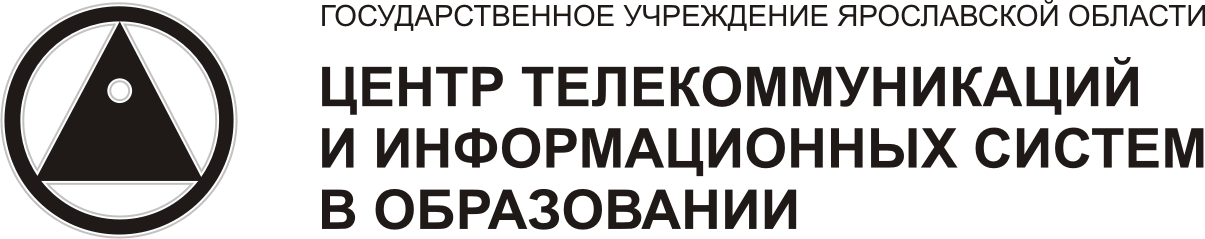 ГОСУДАРСТВЕННОЕ УЧРЕЖДЕНИЕ ЯРОСЛАВСКОЙ ОБЛАСТИ
ЦЕНТР ТЕЛЕКОММУНИКАЦИЙ
И ИНФОРМАЦИОННЫХ СИСТЕМ
В ОБРАЗОВАНИИ